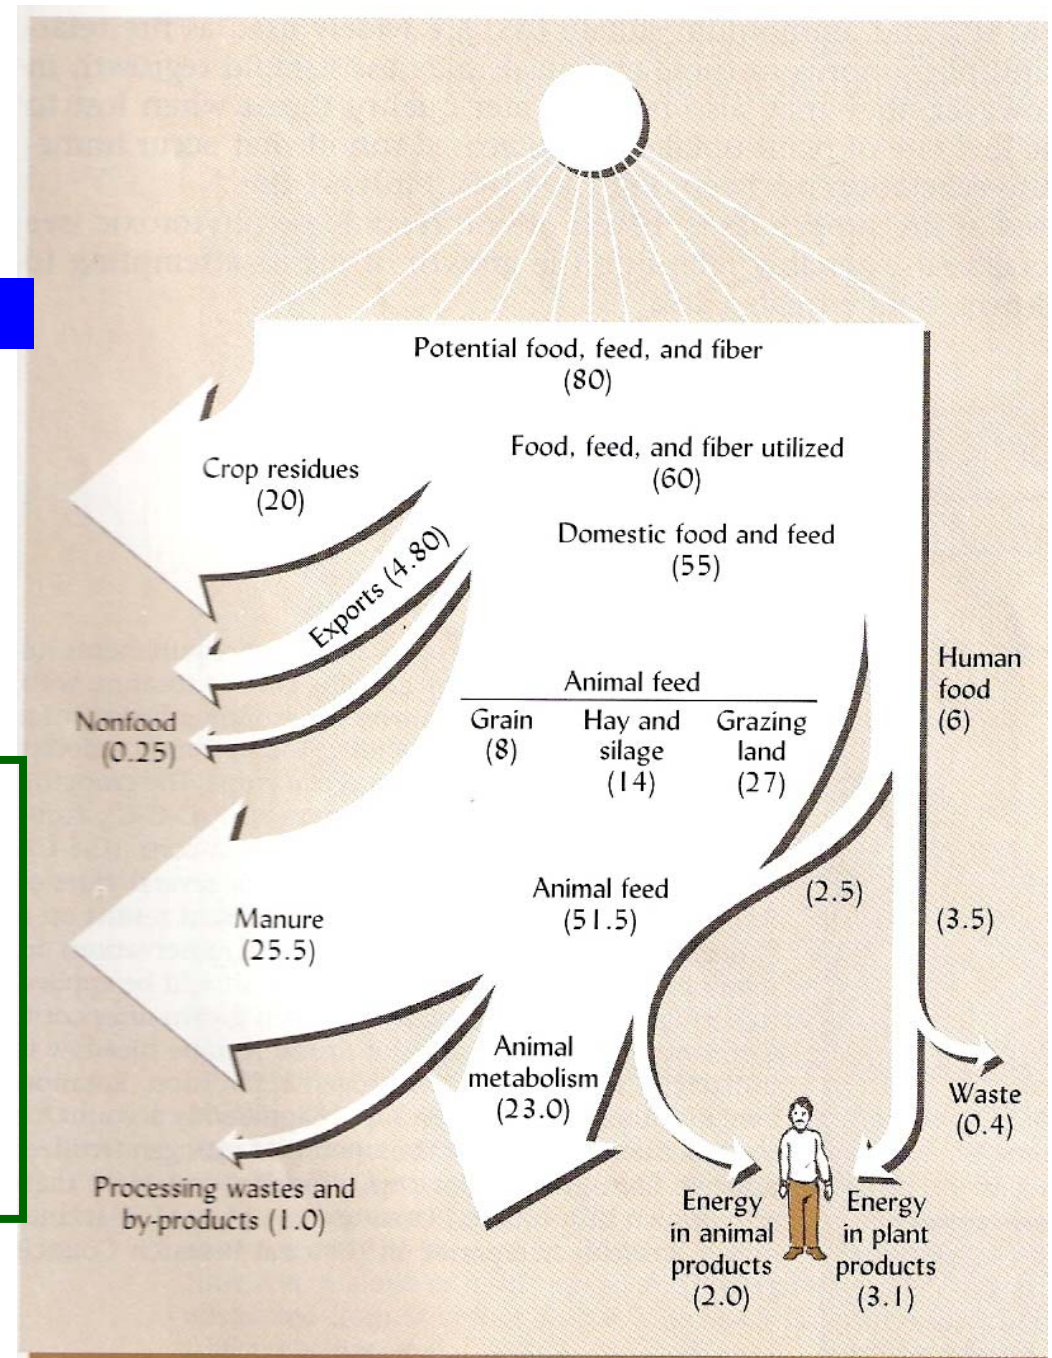 Potential food, feed, and fiber
(80)
Food, feed, and fiber utilized
(60)
Domestic food and feed
(55)
Crop residues
(20)
Exports (4.80)
Nonfood
(0.25)
Animal feed
Grain
(8)
Hay and
silage
(14)
Grazing
land
(27)
Human
food
(6)
Animal feed
(51.5)
(2.5)
(3.5)
Manure
(25.5)
Animal
metabolism
(23.0)
Waste
(0.4)
Processing wastes and
by-products (1.0)
Energy
in animal
products
(2.0)
Energy
in plant
products
(3.1)